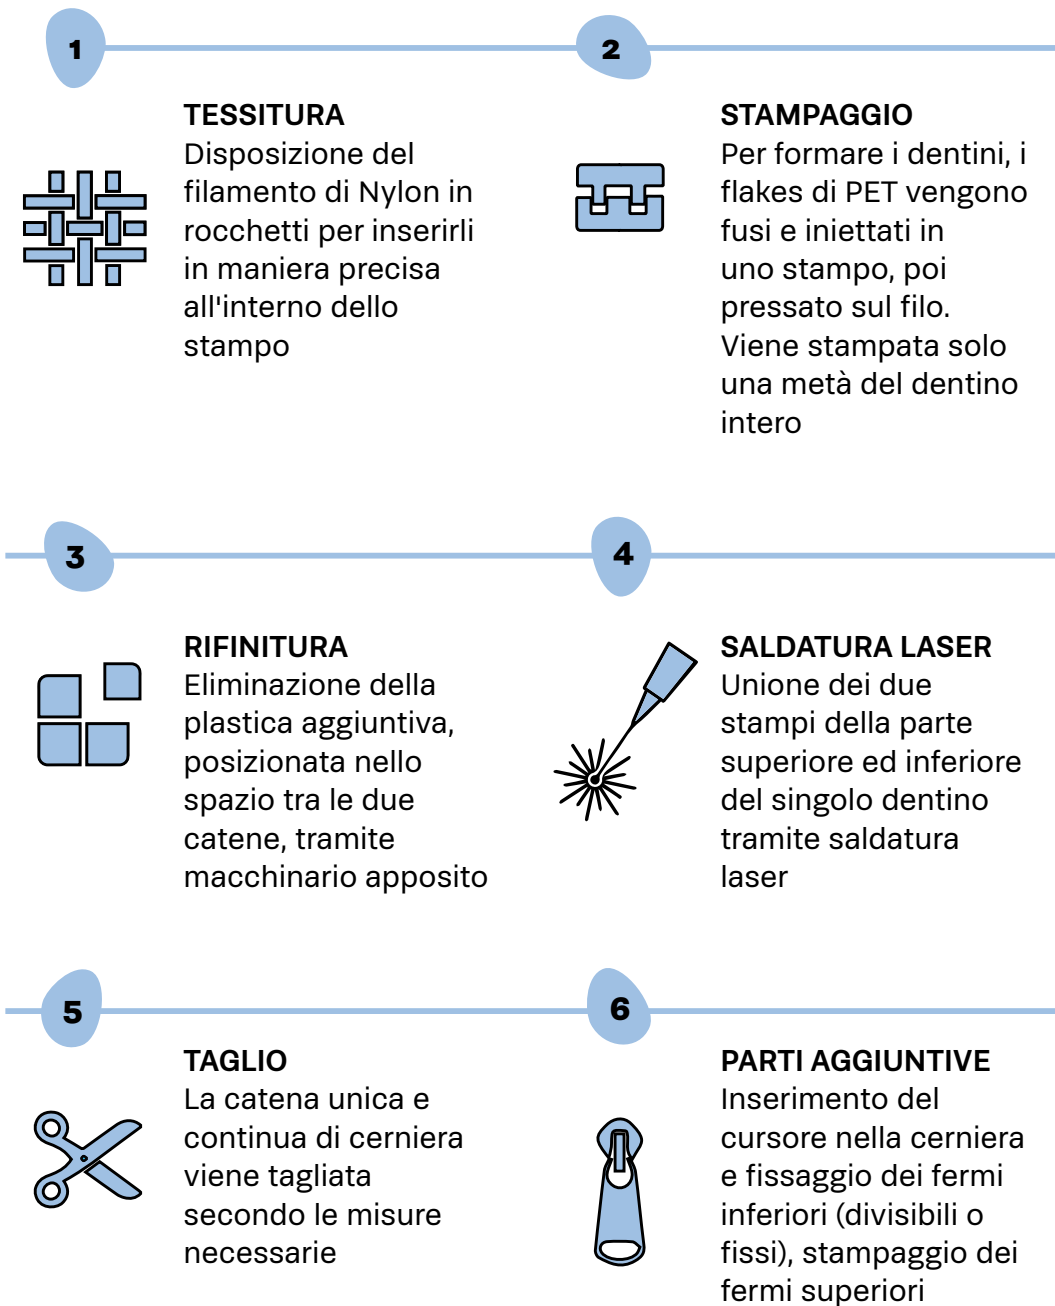 1
TESSITURA
Disposizione del
filamento di Nylon in
rocchetti per inserirli
in maniera precisa
all'interno dello
stampo
2
STAMPAGGIO
Per formare i dentini, i
flakes di PET vengono
fusi e iniettati in
uno stampo, poi
pressato sul filo.
Viene stampata solo
una metà del dentino
intero
3
RIFINITURA
Eliminazione della
plastica aggiuntiva,
posizionata nello
spazio tra le due
catene, tramite
macchinario apposito
4
SALDATURA LASER
Unione dei due
stampi della parte
superiore ed inferiore
del singolo dentino
tramite saldatura
laser
5
TAGLIO
La catena unica e
continua di cerniera
viene tagliata
secondo le misure
necessarie
6
PARTI AGGIUNTIVE
Inserimento del
cursore nella cerniera
e fissaggio dei fermi
inferiori (divisibili o
fissi), stampaggio dei
fermi superiori